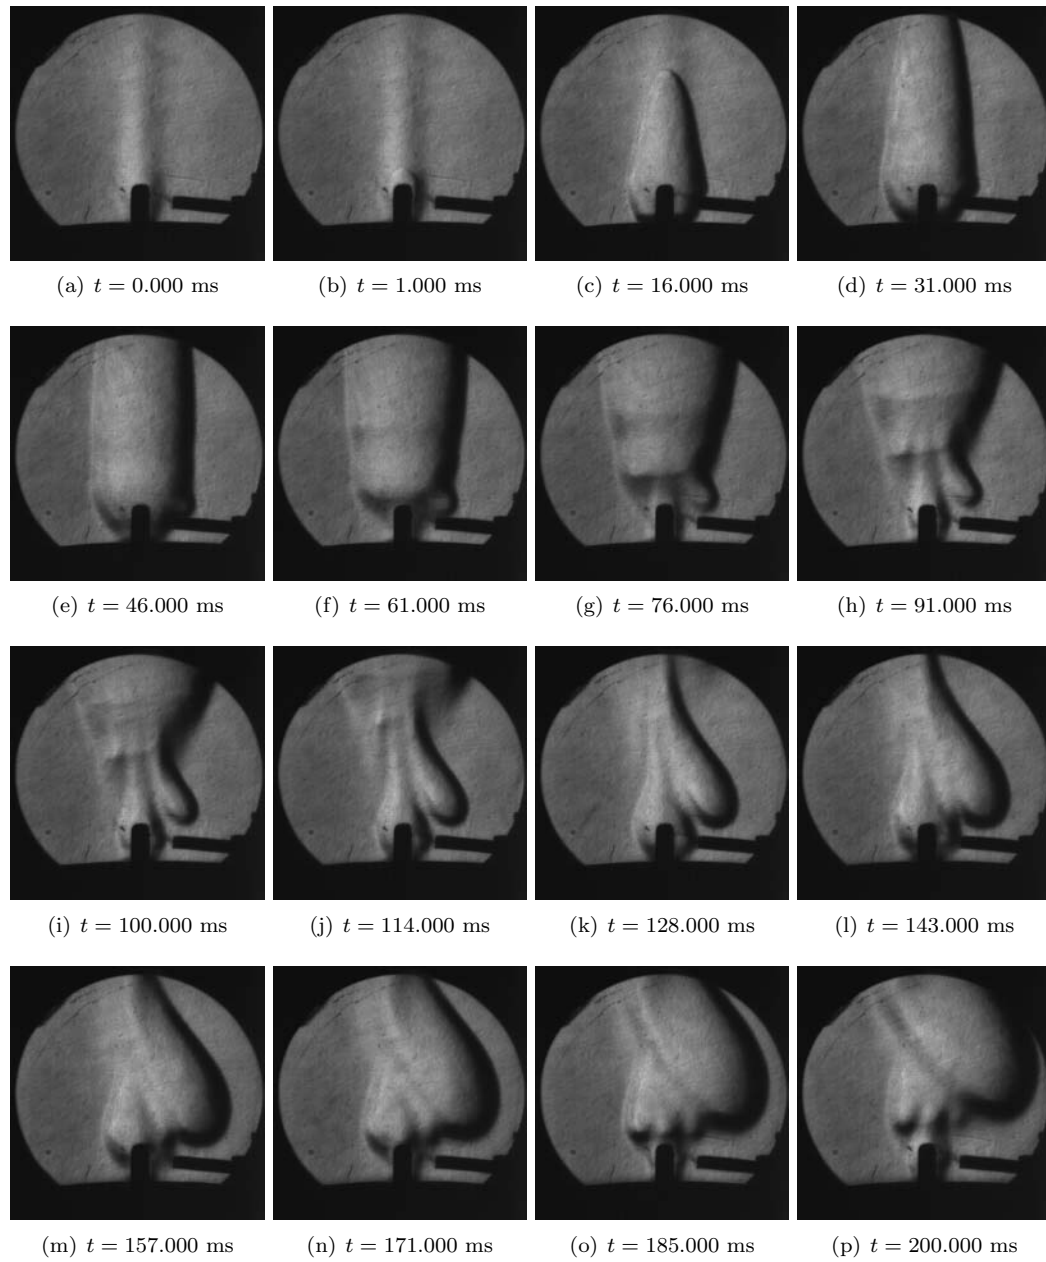 (a) t = 0.000 ms
(b) t = 1.000 ms
(c) t = 16.000 ms
(d) t = 31.000 ms
(e) t = 46.000 ms
(f) t = 61.000 ms
(g) t = 76.000 ms
(h) t = 91.000 ms
(i) t = 100.000 ms
(j) t = 114.000 ms
(k) t = 128.000 ms
(l) t = 143.000 ms
(m) t = 157.000 ms
(n) t = 171.000 ms
(o) t = 185.000 ms
(p) t = 200.000 ms